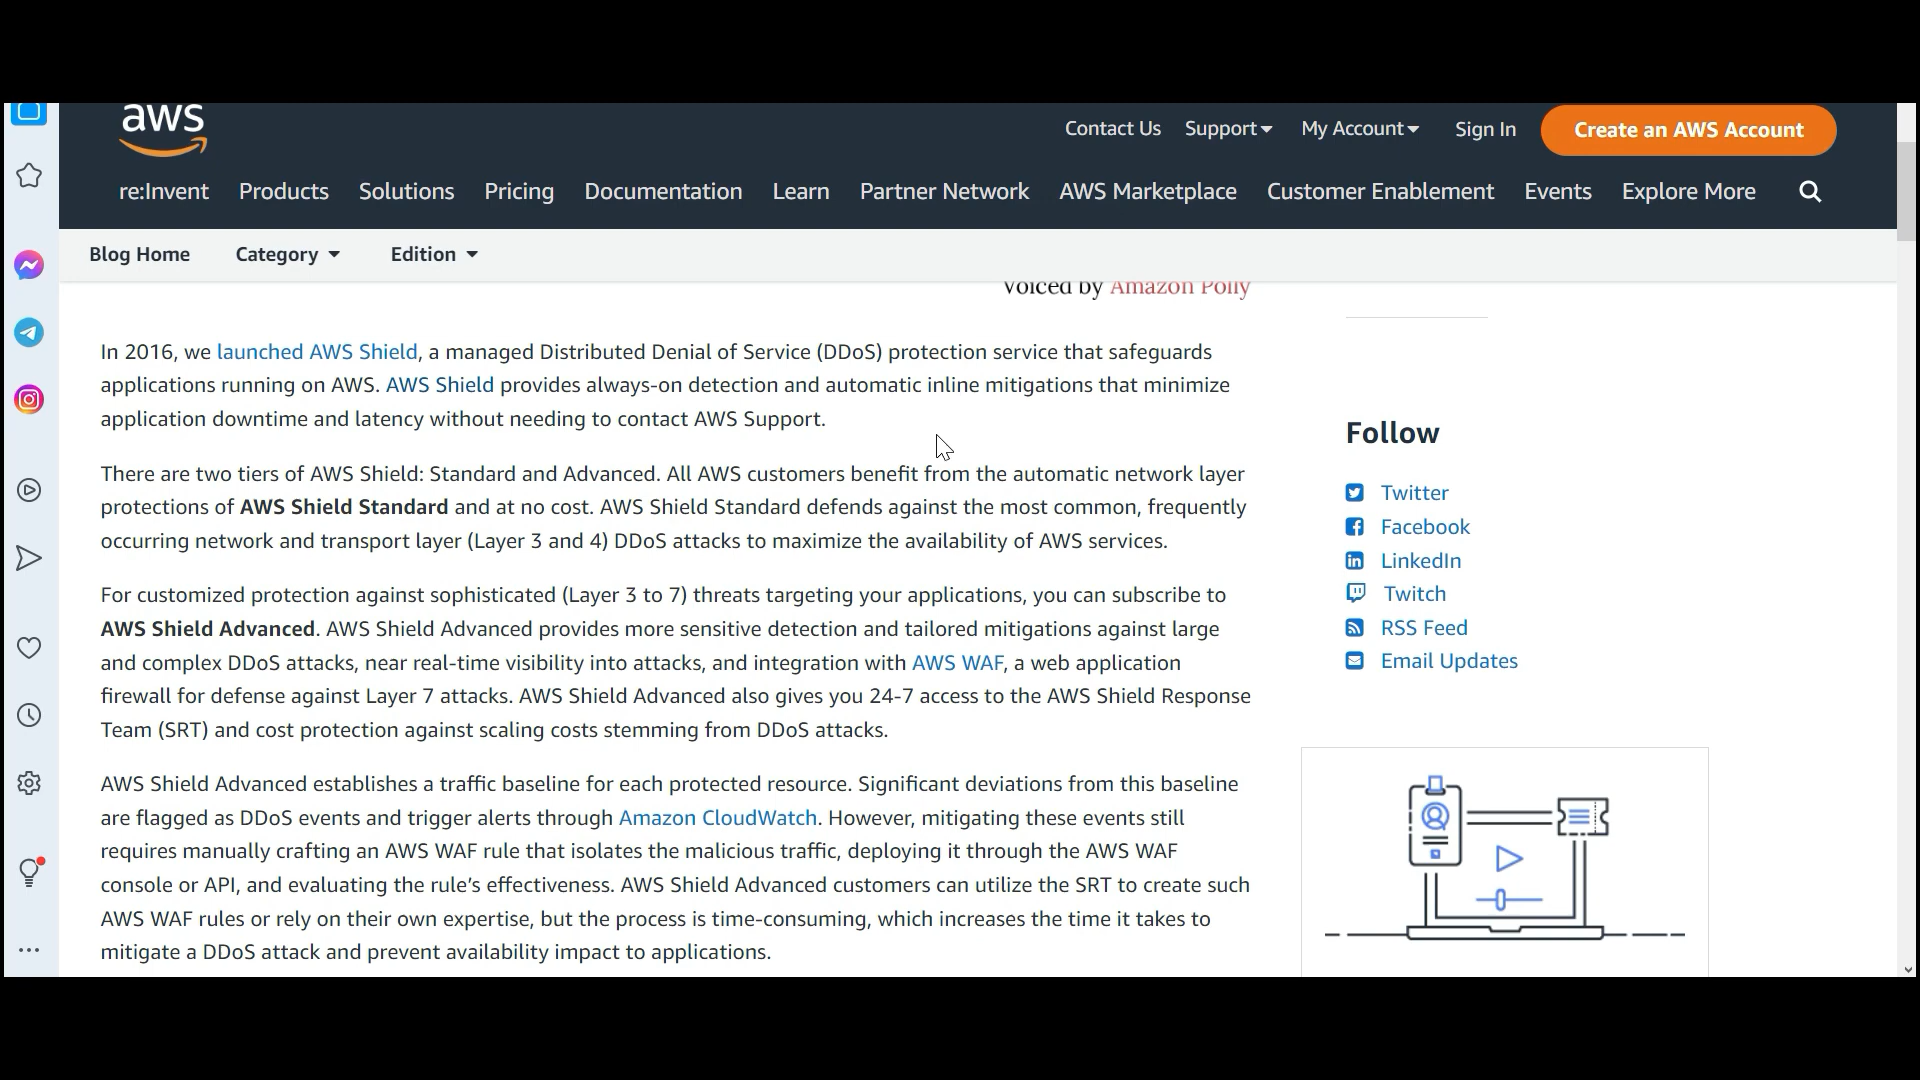 aws
Contact Us Support My Account Sign In Create an AWS Account
re:Invent Products Solutions Pricing Documentation Learn Partner Network AWS Marketplace Customer Enablement Events Explore More
Blog Home Category Edition
Voiced by Amazon Polly
In 2016, we launched AWS Shield, a managed Distributed Denial of Service (DDoS) protection service that safeguards
applications running on AWS. AWS Shield provides always-on detection and automatic inline mitigations that minimize
application downtime and latency without needing to contact AWS Support.
There are two tiers of AWS Shield: Standard and Advanced. All AWS customers benefit from the automatic network layer
protections of AWS Shield Standard and at no cost. AWS Shield Standard defends against the most common, frequently
occurring network and transport layer (Layer 3 and 4) DDoS attacks to maximize the availability of AWS services.
For customized protection against sophisticated (Layer 3 to 7) threats targeting your applications, you can subscribe to
AWS Shield Advanced. AWS Shield Advanced provides more sensitive detection and tailored mitigations against large
and complex DDoS attacks, near real-time visibility into attacks, and integration with AWS WAF, a web application
firewall for defense against Layer 7 attacks. AWS Shield Advanced also gives you 24-7 access to the AWS Shield Response
Team (SRT) and cost protection against scaling costs stemming from DDoS attacks.
AWS Shield Advanced establishes a traffic baseline for each protected resource. Significant deviations from this baseline
are flagged as DDoS events and trigger alerts through Amazon CloudWatch. However, mitigating these events still
requires manually crafting an AWS WAF rule that isolates the malicious traffic, deploying it through the AWS WAF
console or API, and evaluating the rule’s effectiveness. AWS Shield Advanced customers can utilize the SRT to create such
AWS WAF rules or rely on their own expertise, but the process is time-consuming, which increases the time it takes to
mitigate a DDoS attack and prevent availability impact to applications.
Follow
Twitter
Facebook
LinkedIn
Twitch
RSS Feed
Email Updates